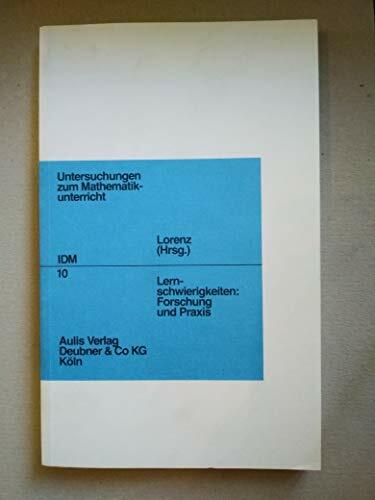 Untersuchungen
zum Mathematik-
unterricht
Lorenz
(Hrsg.)
IDM
10
Lern-
schwierigkeiten:
Forschung
und Praxis
Aulis Verlag
Deubner & Co KG
Köln